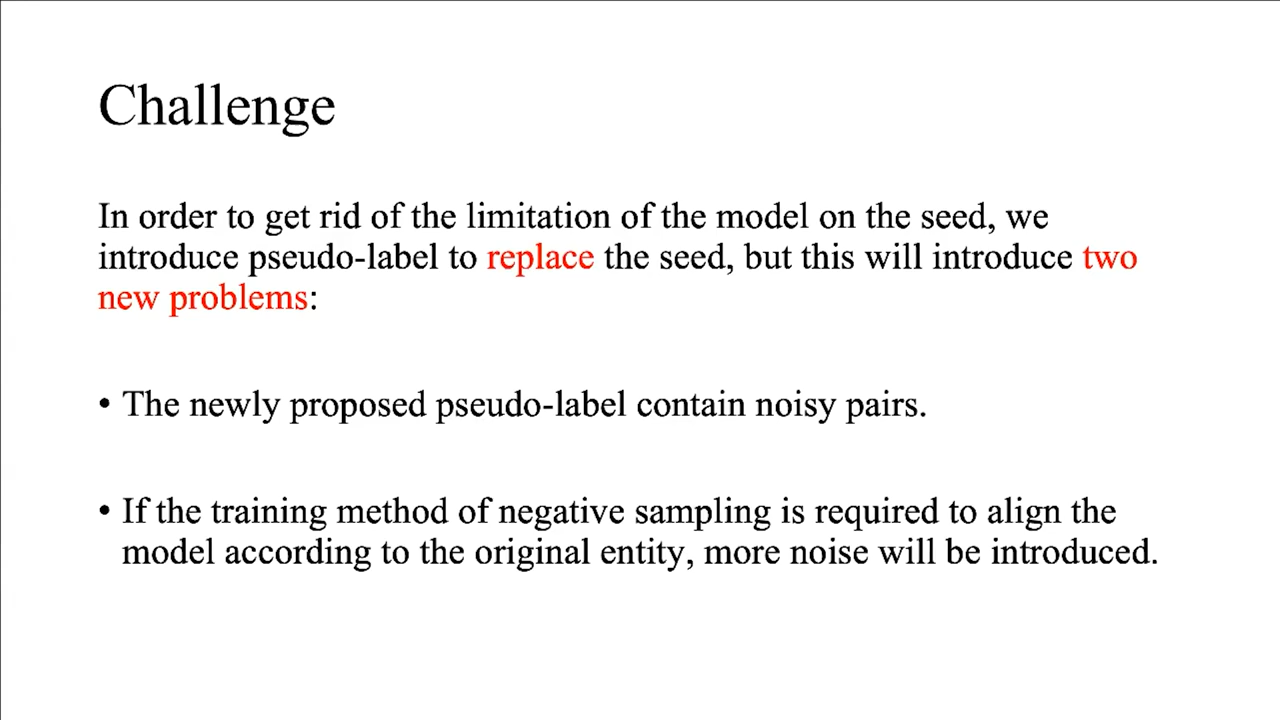 Challenge
In order to get rid of the limitation of the model on the seed, we
introduce pseudo-label to replace the seed, but this will introduce two
new problems:
• The newly proposed pseudo-label contain noisy pairs.
• If the training method of negative sampling is required to align the
model according to the original entity, more noise will be introduced.